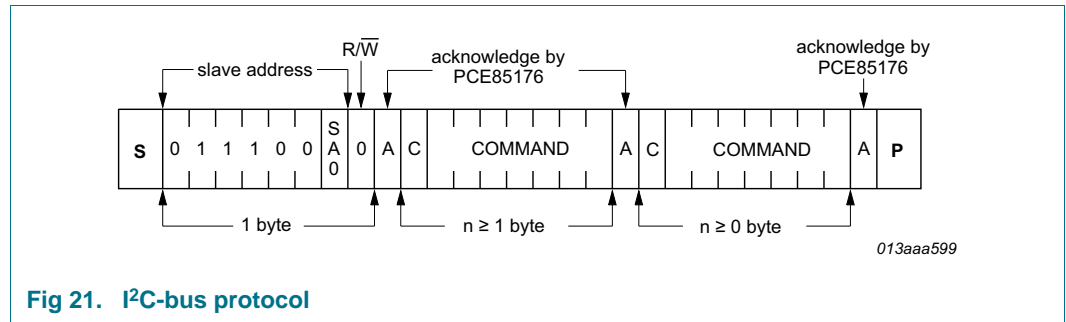 R/W̅
acknowledge by
PCE85176
acknowledge by
PCE85176
slave address
S 0 1 1 1 0 0 SA0 0 A C COMMAND A C COMMAND A P
1 byte
n ≥ 1 byte
n ≥ 0 byte
013aaa599
Fig 21. I²C-bus protocol